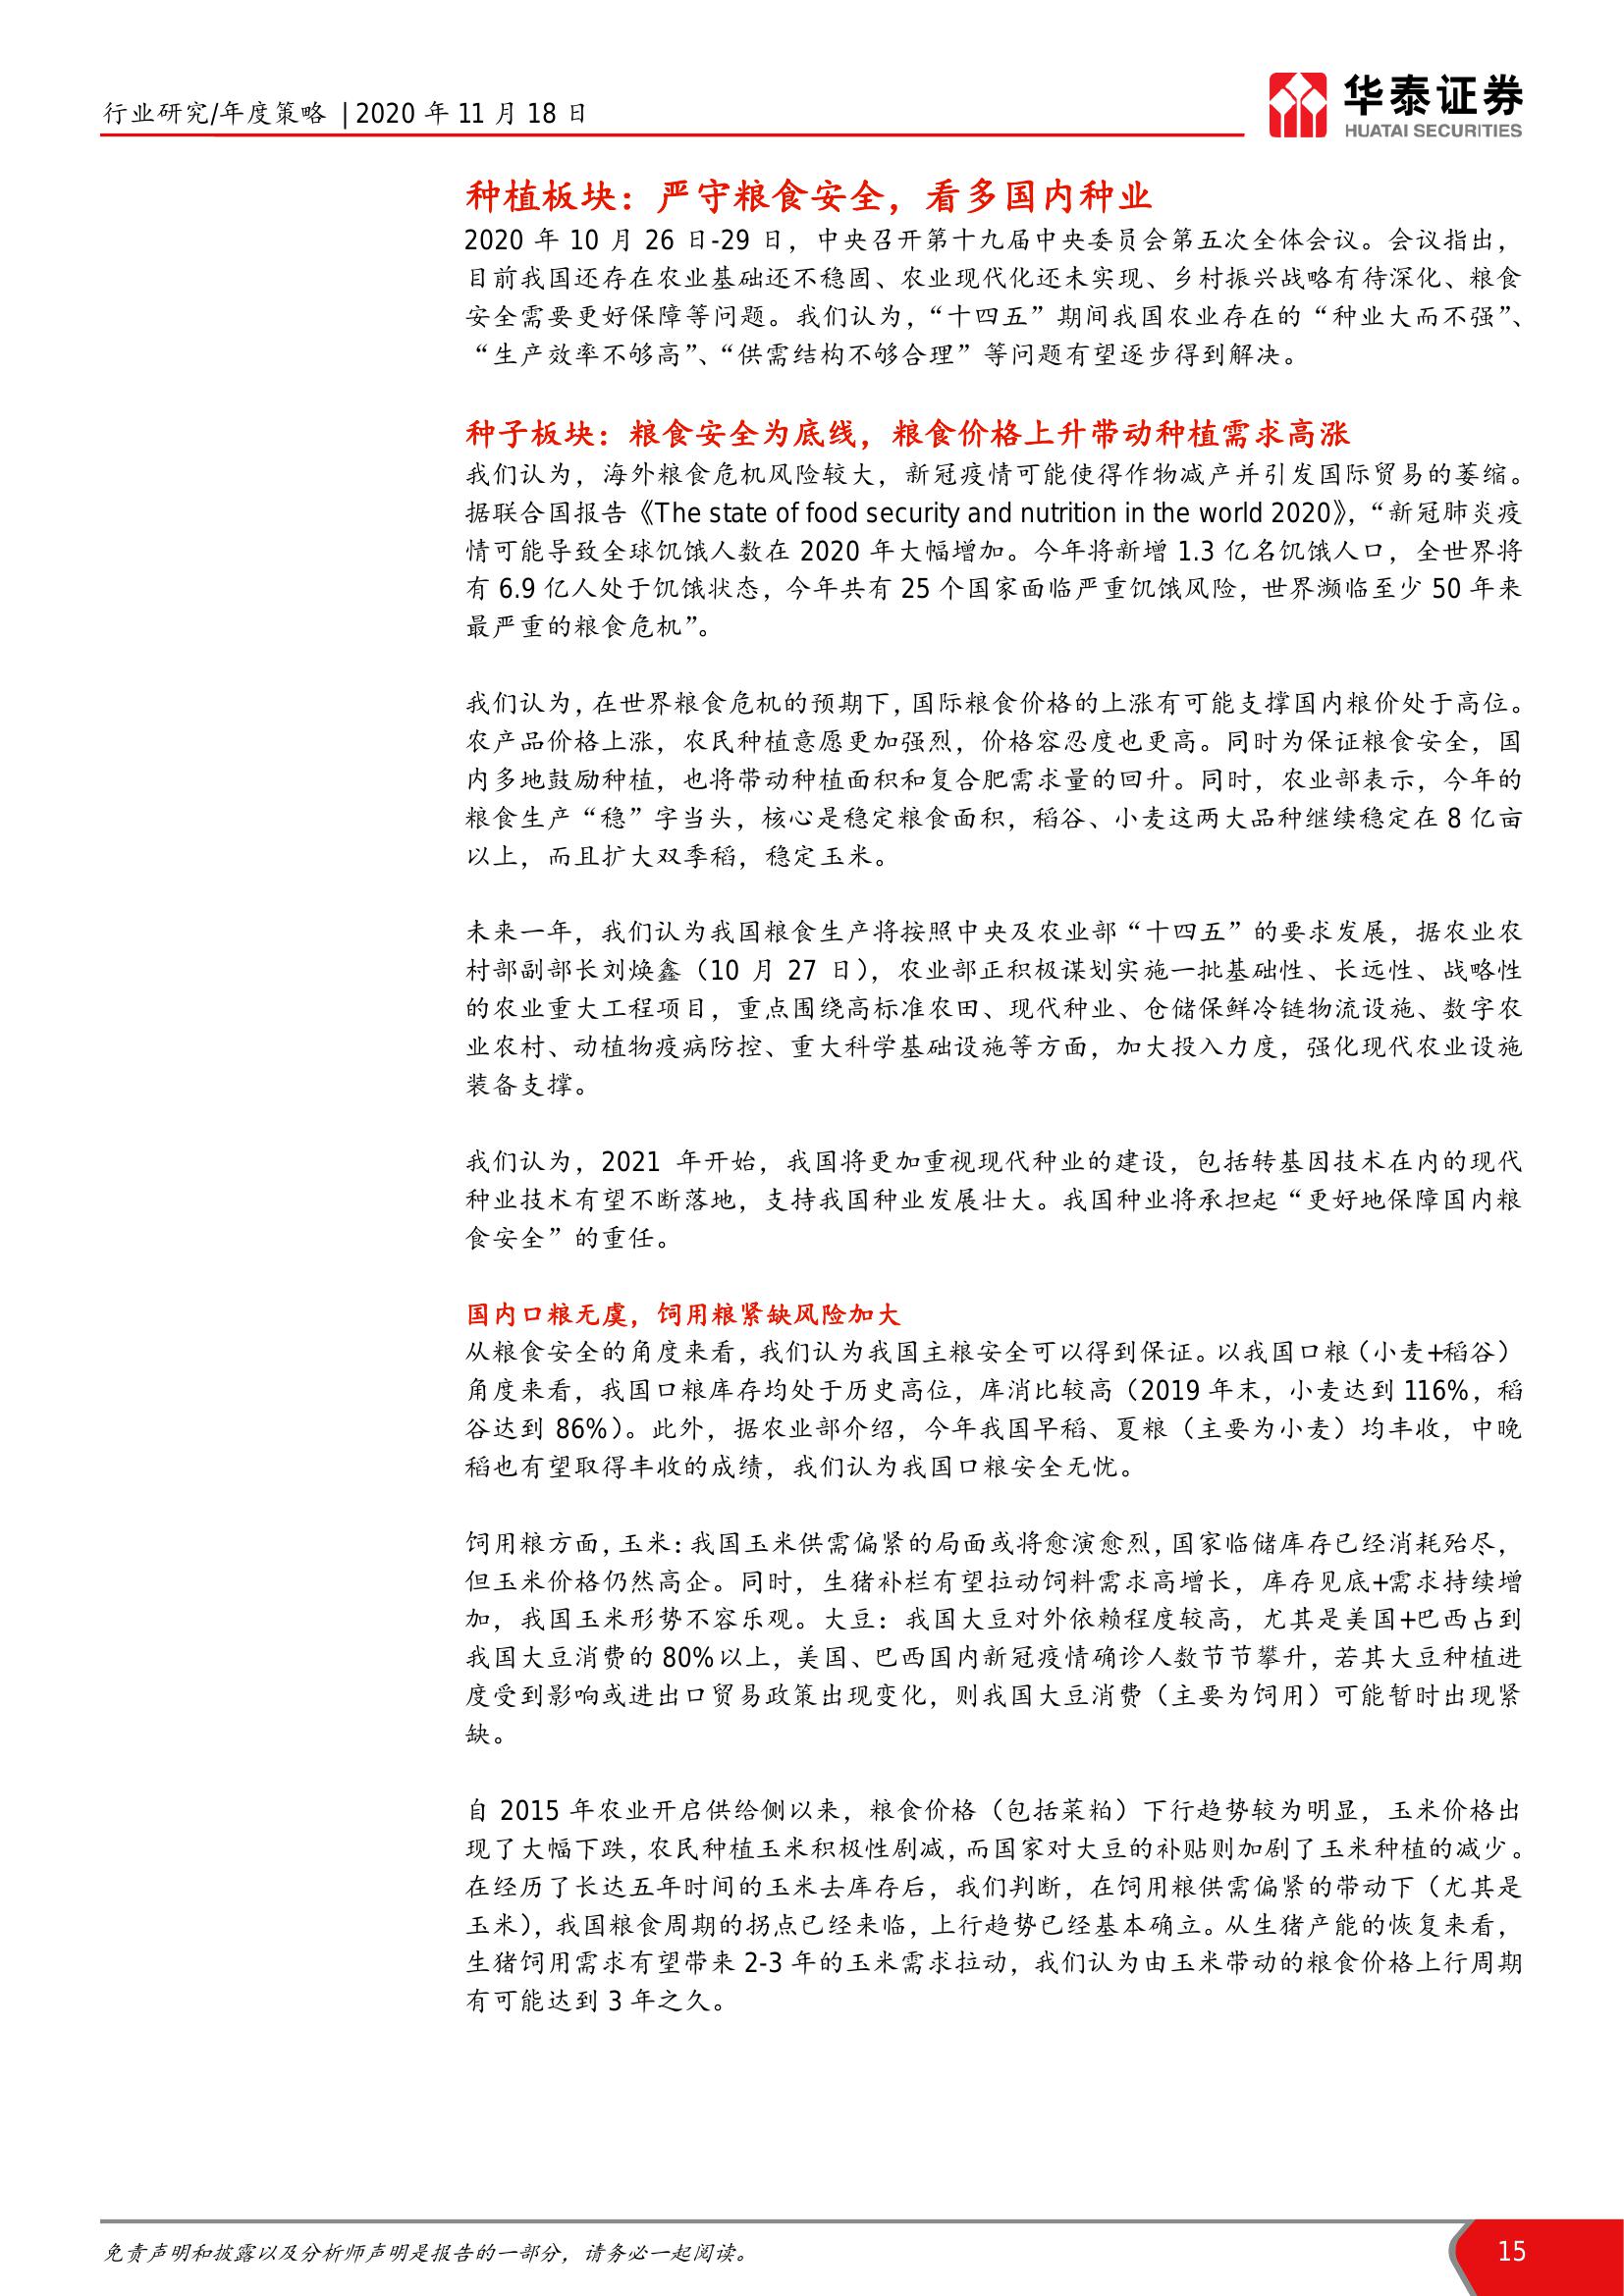 行业研究/年度策略 | 2020 年 11 月 18 日
华泰证券
HUATAI SECURITIES
种植板块：严守粮食安全，看多国内种业
2020 年 10 月 26 日-29 日，中央召开第十九届中央委员会第五次全体会议。会议指出，
目前我国还存在农业基础还不稳固、农业现代化还未实现、乡村振兴战略有待深化、粮食
安全需要更好保障等问题。我们认为，“十四五”期间我国农业存在的“种业大而不强”、
“生产效率不够高”、“供需结构不够合理”等问题有望逐步得到解决。
种子板块：粮食安全为底线，粮食价格上升带动种植需求高涨
我们认为，海外粮食危机风险较大，新冠疫情可能使得作物减产并引发国际贸易的萎缩。
据联合国报告《The state of food security and nutrition in the world 2020》，“新冠肺炎疫
情可能导致全球饥饿人数在 2020 年大幅增加。今年将新增 1.3 亿名饥饿人口，全世界将
有 6.9 亿人处于饥饿状态，今年共有 25 个国家面临严重饥饿风险，世界濒临至少 50 年来
最严重的粮食危机”。
我们认为，在世界粮食危机的预期下，国际粮食价格的上涨有可能支撑国内粮价处于高位。
农产品价格上涨，农民种植意愿更加强烈，价格容忍度也更高。同时为保证粮食安全，国
内多地鼓励种植，也将带动种植面积和复合肥需求量的回升。同时，农业部表示，今年的
粮食生产“稳”字当头，核心是稳定粮食面积，稻谷、小麦这两大品种继续稳定在 8 亿亩
以上，而且扩大双季稻，稳定玉米。
未来一年，我们认为我国粮食生产将按照中央及农业部“十四五”的要求发展，据农业农
村部副部长刘焕鑫（10 月 27 日），农业部正积极谋划实施一批基础性、长远性、战略性
的农业重大工程项目，重点围绕高标准农田、现代种业、仓储保鲜冷链物流设施、数字农
业农村、动植物疫病防控、重大科学基础设施等方面，加大投入力度，强化现代农业设施
装备支撑。
我们认为，2021 年开始，我国将更加重视现代种业的建设，包括转基因技术在内的现代
种业技术有望不断落地，支持我国种业发展壮大。我国种业将承担起“更好地保障国内粮
食安全”的重任。
国内口粮无虞，饲用粮紧缺风险加大
从粮食安全的角度来看，我们认为我国主粮安全可以得到保证。以我国口粮（小麦+稻谷）
角度来看，我国口粮库存均处于历史高位，库消比较高（2019 年末，小麦达到 116%，稻
谷达到 86%）。此外，据农业部介绍，今年我国早稻、夏粮（主要为小麦）均丰收，中晚
稻也有望取得丰收的成绩，我们认为我国口粮安全无忧。
饲用粮方面，玉米：我国玉米供需偏紧的局面或将愈演愈烈，国家临储库存已经消耗殆尽，
但玉米价格仍然高企。同时，生猪补栏有望拉动饲料需求高增长，库存见底+需求持续增
加，我国玉米形势不容乐观。大豆：我国大豆对外依赖程度较高，尤其是美国+巴西占到
我国大豆消费的 80%以上，美国、巴西国内新冠疫情确诊人数节节攀升，若其大豆种植进
度受到影响或进出口贸易政策出现变化，则我国大豆消费（主要为饲用）可能暂时出现紧
缺。
自 2015 年农业开启供给侧以来，粮食价格（包括菜粕）下行趋势较为明显，玉米价格出
现了大幅下跌，农民种植玉米积极性剧减，而国家对大豆的补贴则加剧了玉米种植的减少。
在经历了长达五年时间的玉米去库存后，我们判断，在饲用粮供需偏紧的带动下（尤其是
玉米），我国粮食周期的拐点已经来临，上行趋势已经基本确立。从生猪产能的恢复来看，
生猪饲用需求有望带来 2-3 年的玉米需求拉动，我们认为由玉米带动的粮食价格上行周期
有可能达到 3 年之久。
免责声明和披露以及分析师声明是报告的一部分，请务必一起阅读。
15